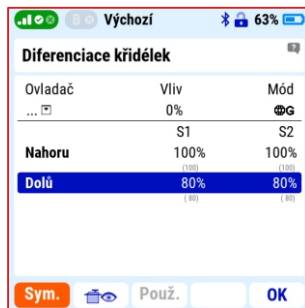 B Výchozí 63%
Diferenciace křidélek ?
Ovladač Vliv Mód
... 0% G
S1 S2
Nahoru 100% 100%
(100) (100)
Dolů 80% 80%
( 80) ( 80)
Sym. Použ. OK